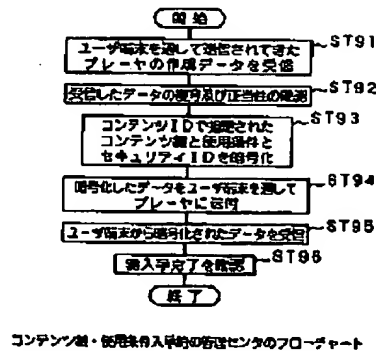 開始
ユーザ端末を通して送信されてきた
プレーヤの作成データを受信
ST91
受信したデータの復号及び正当性の確認
ST92
コンテンツIDで指定された
コンテンツ鍵と使用条件と
セキュリティIDを暗号化
ST93
暗号化したデータをユーザ端末を通して
プレーヤに送付
ST94
ユーザ端末から暗号化されたデータを受信
ST95
購入手続完了を確認
ST96
終了
コンテンツ鍵・使用条件入手時の管理センタのフローチャート